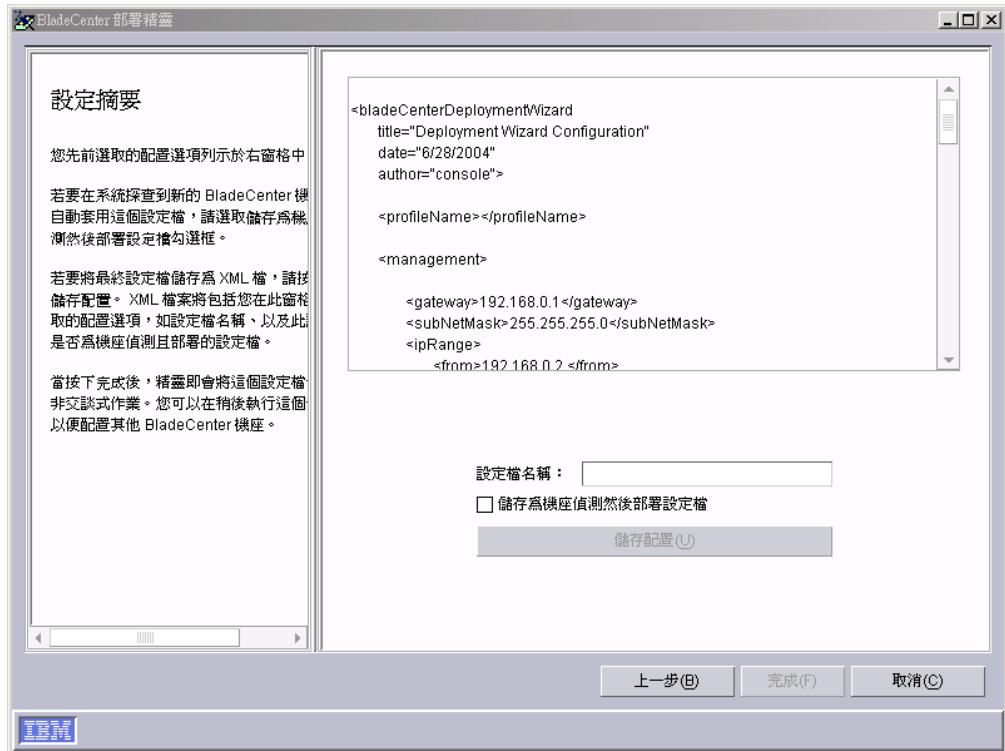 BladeCenter 部署精靈
設定摘要
您先前選取的配置選項列示於右窗格中
若要在系統探查到新的 BladeCenter 機
自動套用這個設定檔，請選取儲存為機
測然後部署設定檔勾選框。
若要將最終設定檔儲存為 XML 檔，請按
儲存配置。 XML 檔案將包括您在此窗格
取的配置選項，如設定檔名稱、以及此
是否為機座偵測且部署的設定檔。
當按下完成後，精靈即會將這個設定檔
非交談式作業。您可以在稍後執行這個
以便配置其他 BladeCenter 機座。
<bladeCenterDeploymentWizard
title="Deployment Wizard Configuration"
date="6/28/2004"
author="console">
<profileName></profileName>
<management>
<gateway>192.168.0.1</gateway>
<subNetMask>255.255.255.0</subNetMask>
<ipRange>
<from>192.168.0.2 </from>
設定檔名稱：
儲存為機座偵測然後部署設定檔
儲存配置(U)
上一步(B)
完成(F)
取消(C)
IBM